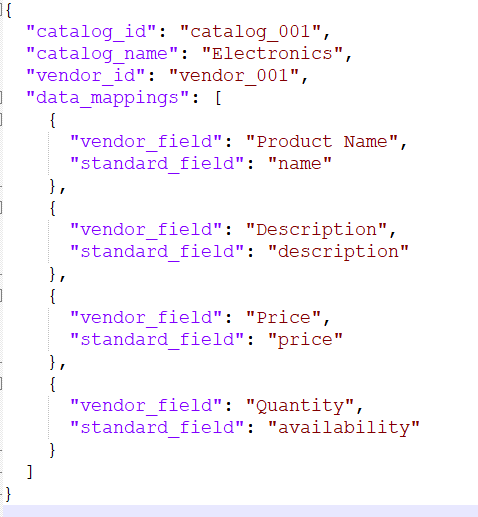 {
  "catalog_id": "catalog_001",
  "catalog_name": "Electronics",
  "vendor_id": "vendor_001",
  "data_mappings": [
    {
      "vendor_field": "Product Name",
      "standard_field": "name"
    },
    {
      "vendor_field": "Description",
      "standard_field": "description"
    },
    {
      "vendor_field": "Price",
      "standard_field": "price"
    },
    {
      "vendor_field": "Quantity",
      "standard_field": "availability"
    }
  ]
}